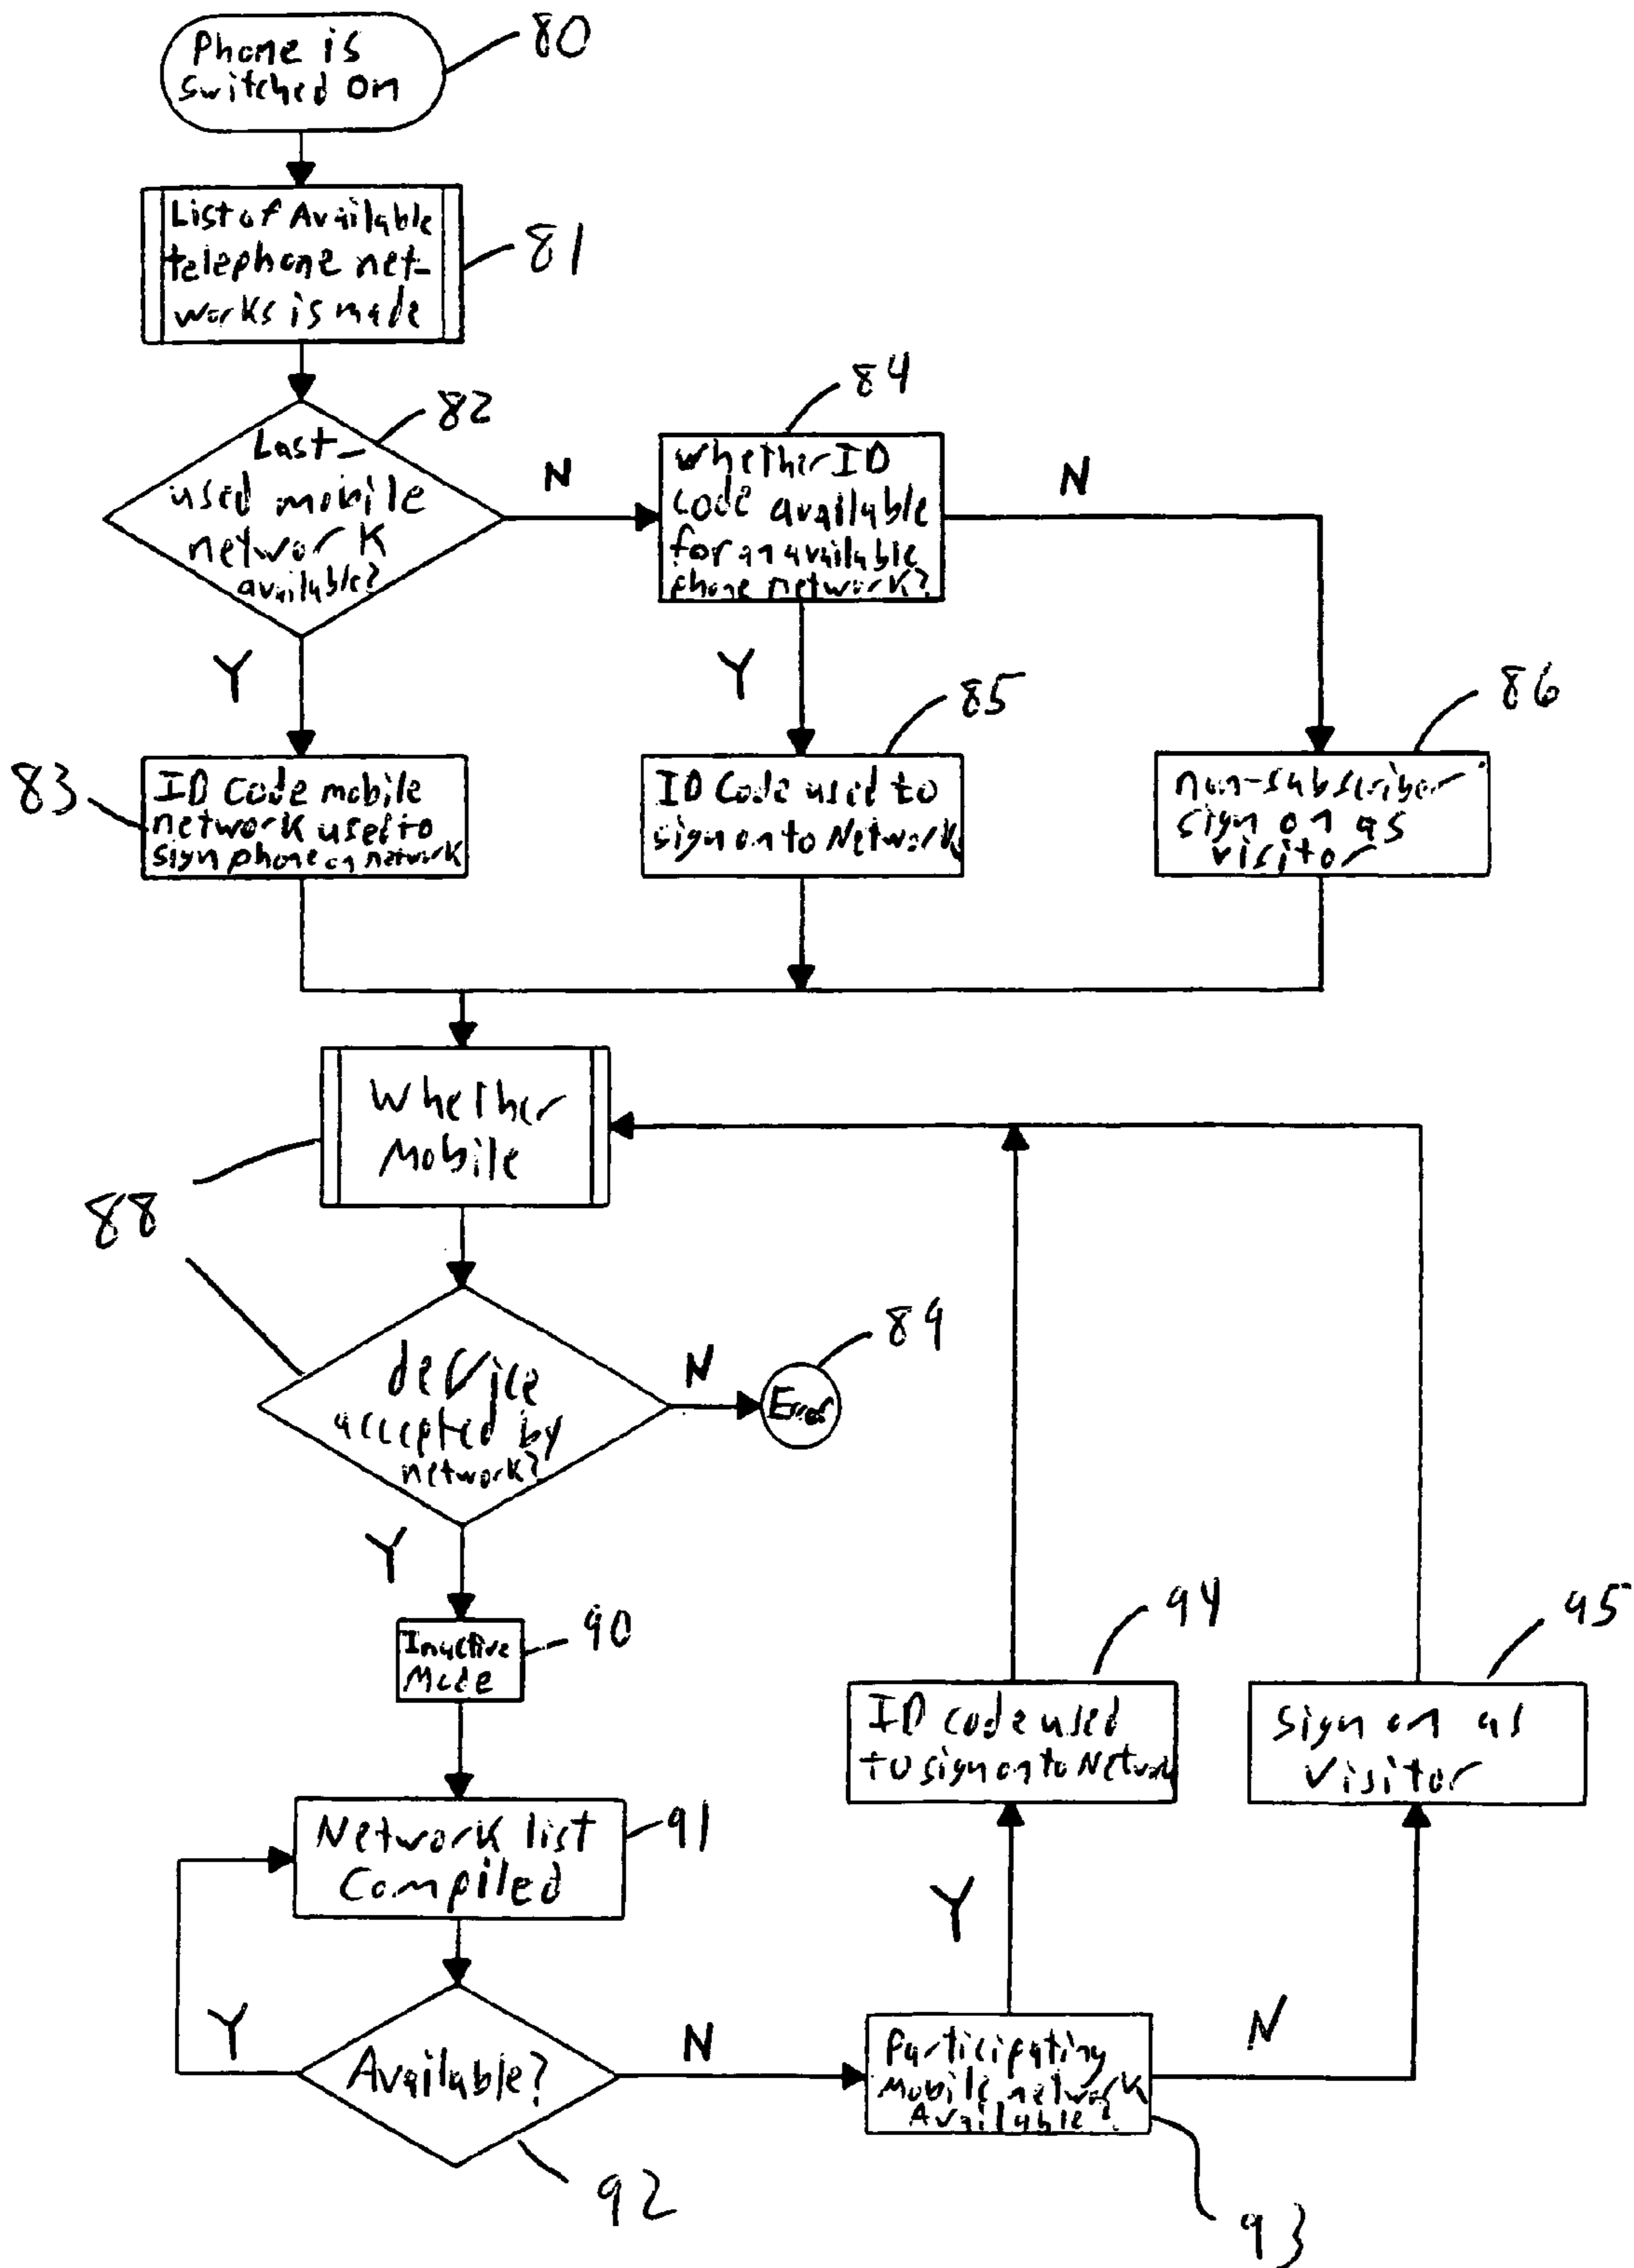 Phone is
switched on
80
List of Available
telephone net-
works is made
81
Last-
used mobile
network
available?
82
N
Whether ID
code available
for an available
phone network?
84
N
Y
Y
ID Code mobile
network used to
sign phone on network
83
ID Code used to
sign on to Network
85
non-subscriber
sign on as
visitor
86
Whether
Mobile
88
device
accepted by
network?
N
Error
89
Y
Inactive
Mode
90
ID code used
to sign on to Network
94
sign on as
visitor
95
Network list
Compiled
91
Y
Y
Available?
92
N
Participating
Mobile network
Available?
93
N